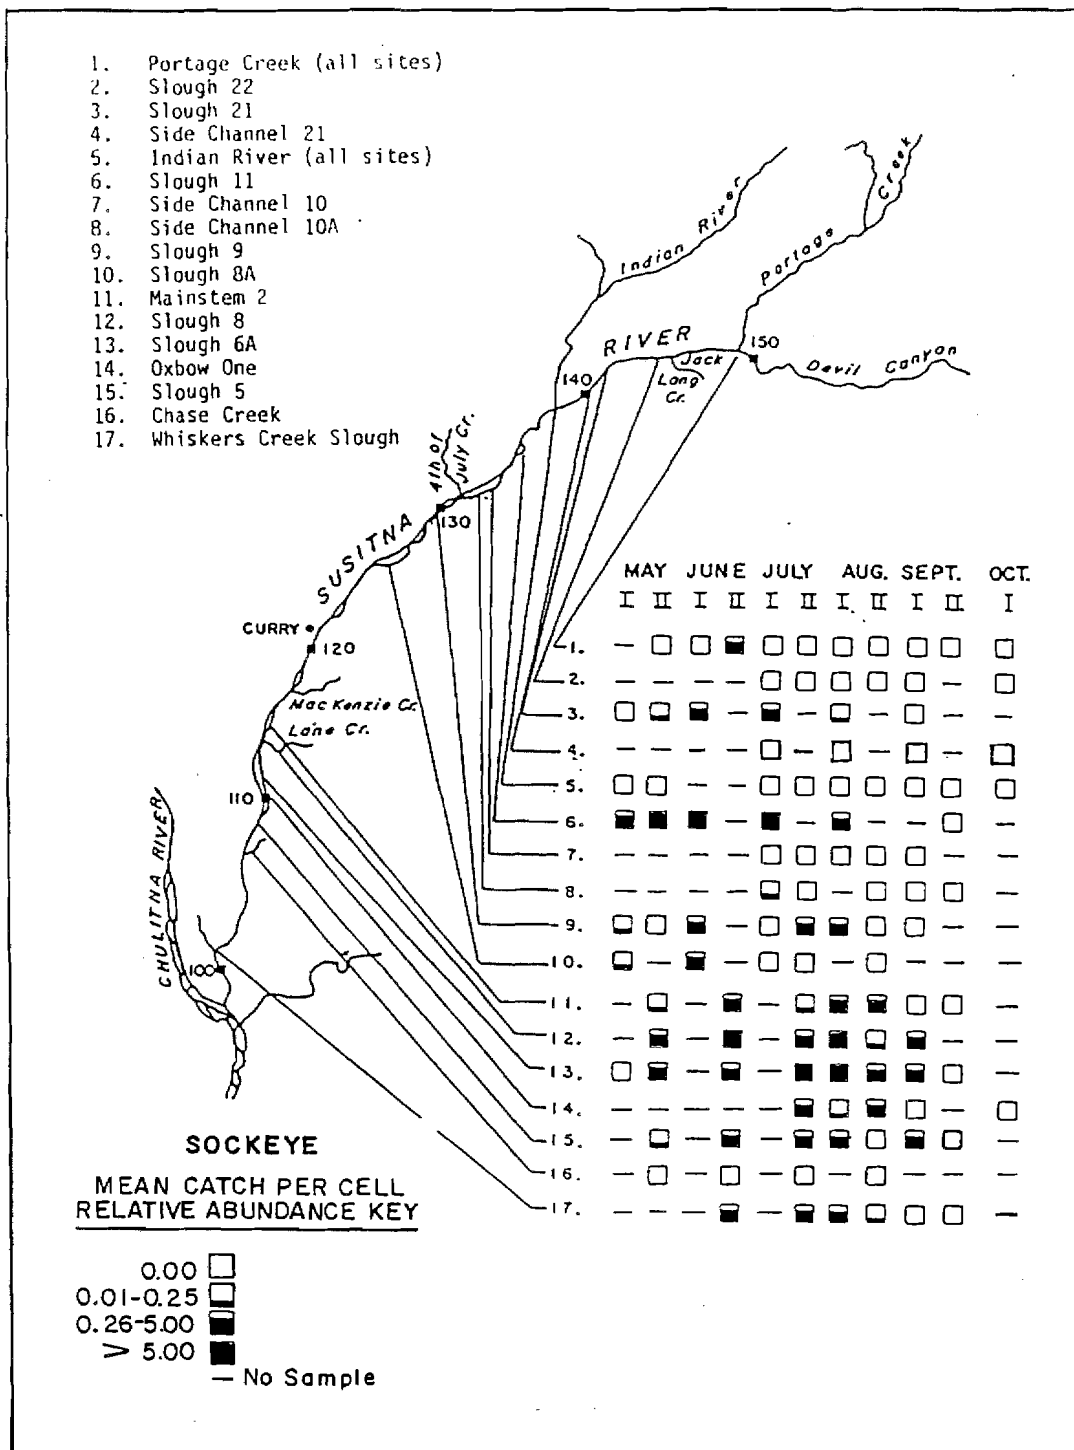 1. Portage Creek (all sites)
2. Slough 22
3. Slough 21
4. Side Channel 21
5. Indian River (all sites)
6. Slough 11
7. Side Channel 10
8. Side Channel 10A
9. Slough 9
10. Slough 8A
11. Mainstem 2
12. Slough 8
13. Slough 6A
14. Oxbow One
15. Slough 5
16. Chase Creek
17. Whiskers Creek Slough
Indian River
Portage Creek
RIVER
Jack
Long
Cr.
150
Devil Canyon
140
4th of
July Cr.
130
SUSITNA
CURRY
120
MacKenzie Cr.
Lane Cr.
110
CHULITNA RIVER
100
MAY JUNE JULY AUG. SEPT. OCT.
I II I II I II I II I II I
1. —
2. — — — — —
3. — — — — —
4. — — — — — — —
5. — —
6. — — —
7. — — — — — —
8. — — — — — —
9. — — —
10. — — — — — —
11. — — — —
12. — — — — —
13. — — —
14. — — — — — —
15. — — — —
16. — — — — — — —
17. — — — — —
SOCKEYE
MEAN CATCH PER CELL
RELATIVE ABUNDANCE KEY
0.00
0.01-0.25
0.26-5.00
> 5.00
— No Sample